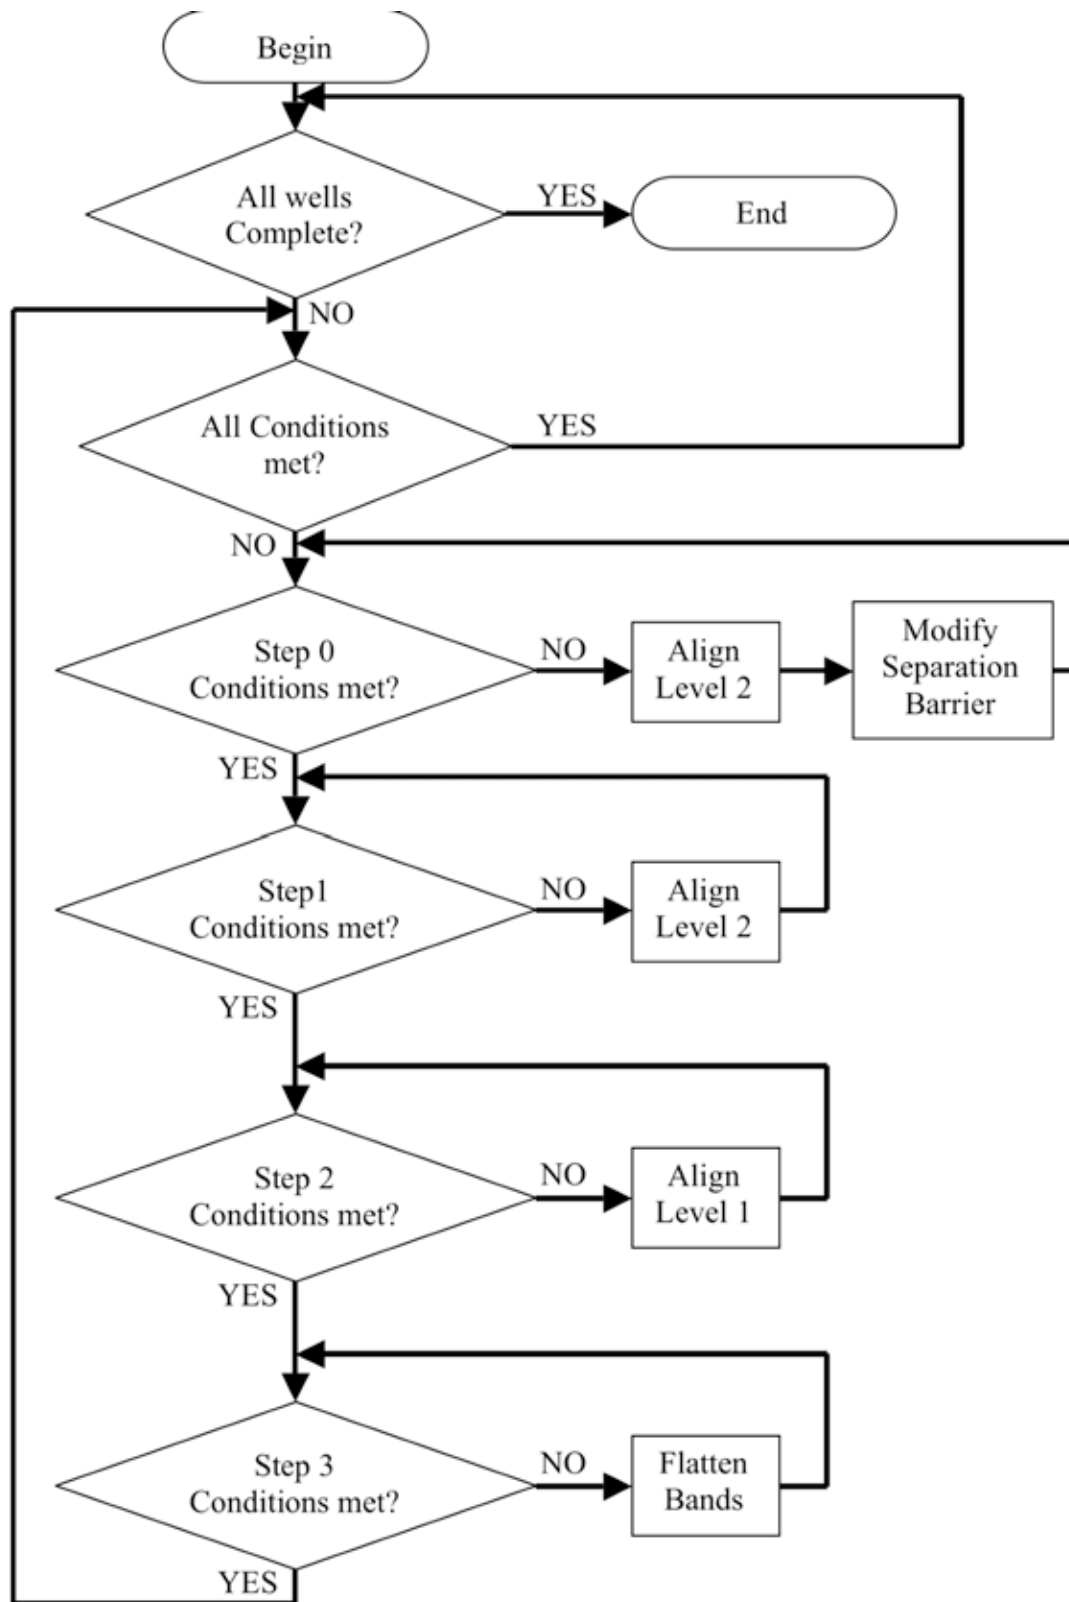 Begin
All wells
Complete?
YES
End
NO
All Conditions
met?
YES
NO
Step 0
Conditions met?
NO
Align
Level 2
Modify
Separation
Barrier
YES
Step1
Conditions met?
NO
Align
Level 2
YES
Step 2
Conditions met?
NO
Align
Level 1
YES
Step 3
Conditions met?
NO
Flatten
Bands
YES